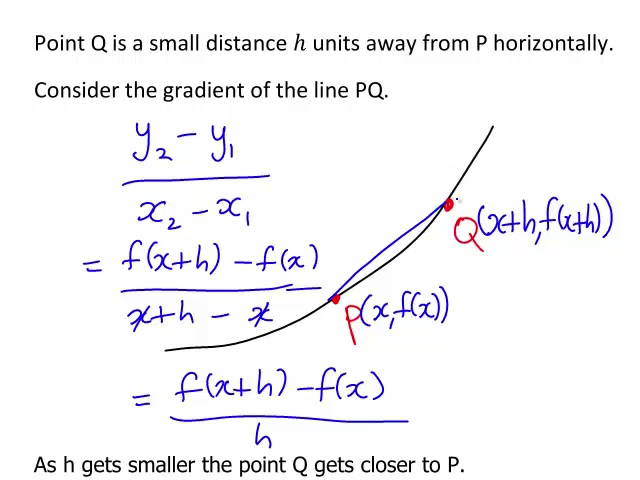 Point Q is a small distance h units away from P horizontally.
Consider the gradient of the line PQ.
y₂ − y₁
x₂ − x₁
Q(x+h, f(x+h))
= f(x+h) − f(x)
x+h − x
P(x, f(x))
= f(x+h) − f(x)
h
As h gets smaller the point Q gets closer to P.